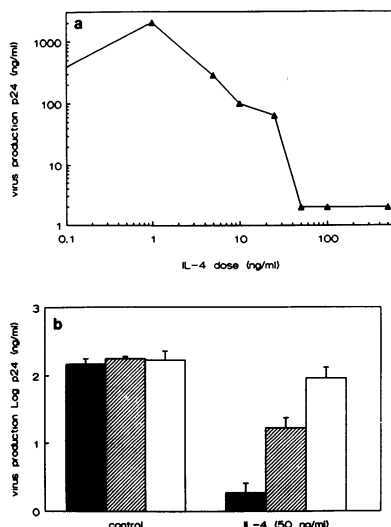 a
virus production p24 (ng/ml)
1000
100
10
1
0.1
1
10
100
IL-4 dose (ng/ml)
b
virus production Log p24 (ng/ml)
3
2
1
0
control
IL-4 (50 ng/ml)